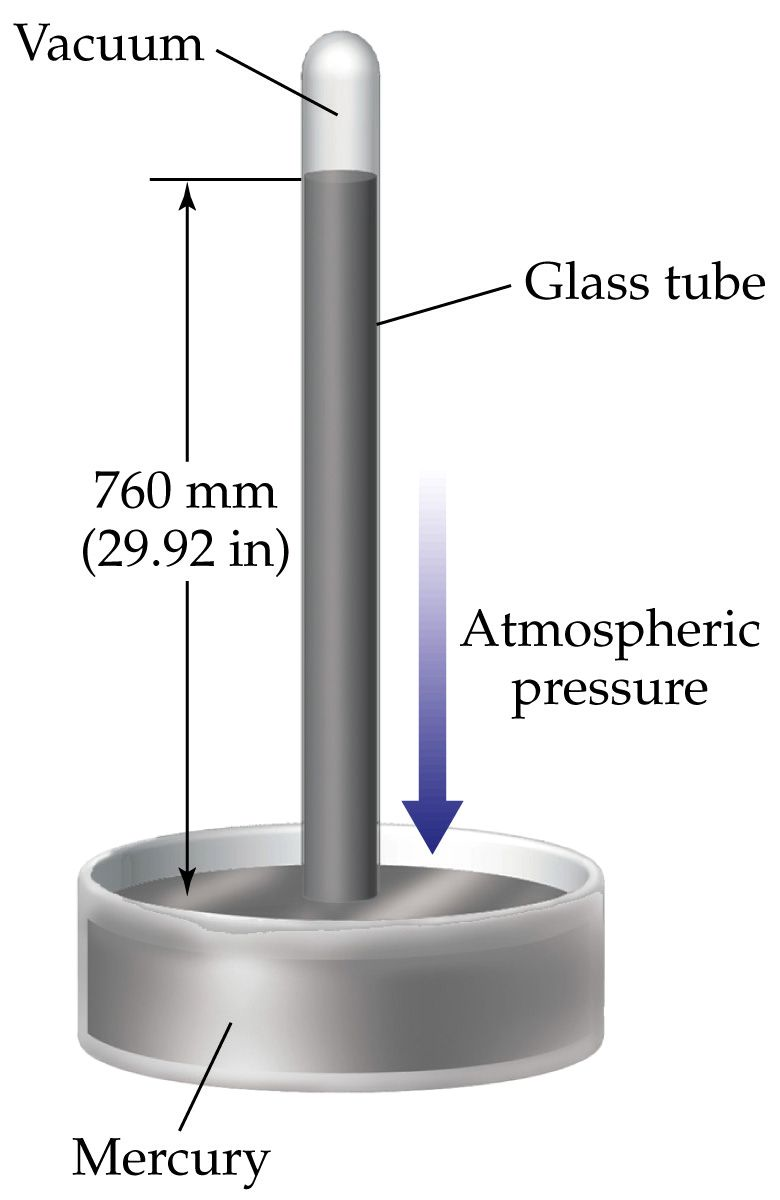 Vacuum
Glass tube
760 mm
(29.92 in)
Atmospheric
pressure
Mercury